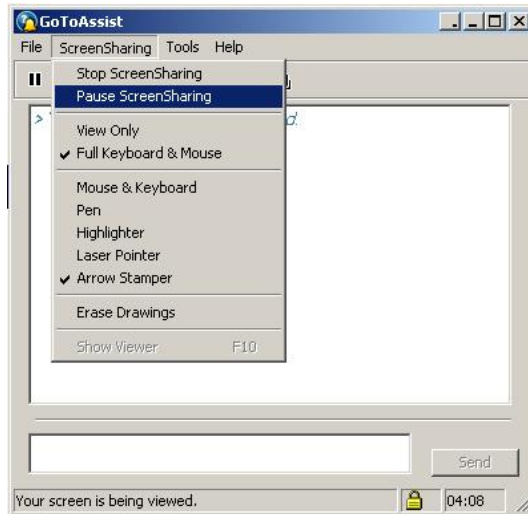 GoToAssist
File ScreenSharing Tools Help
Stop ScreenSharing
Pause ScreenSharing
View Only
Full Keyboard & Mouse
Mouse & Keyboard
Pen
Highlighter
Laser Pointer
Arrow Stamper
Erase Drawings
Show Viewer F10
Send
Your screen is being viewed. 04:08